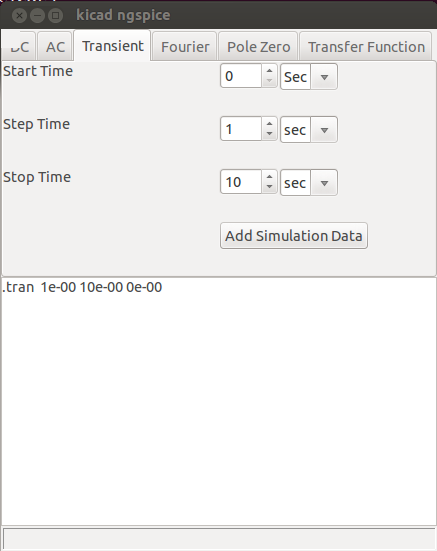 kicad ngspice
DC AC Transient Fourier Pole Zero Transfer Function
Start Time 0 Sec
Step Time 1 sec
Stop Time 10 sec
Add Simulation Data
.tran 1e-00 10e-00 0e-00